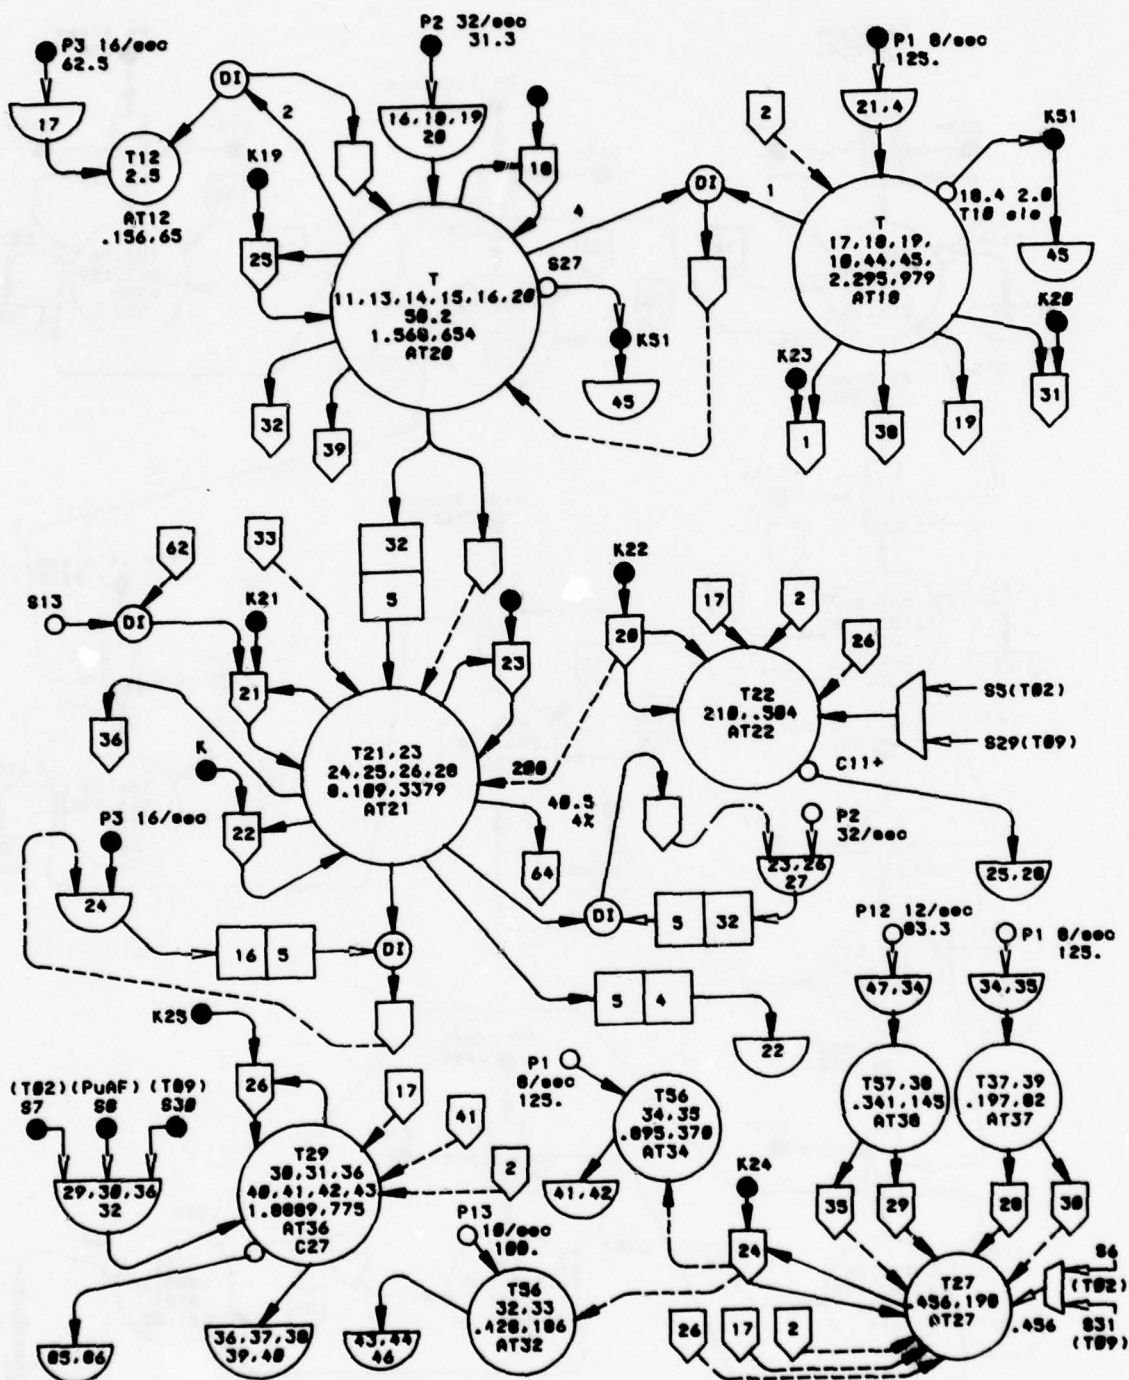 P3 16/sec
62.5
17
DI
2
T12
2.5
AT12
.156,65
K19
25
P2 32/sec
31.3
16,18,19
20
10
4
T
11,13,14,15,16,20
50.2
1.568,654
AT20
S27
K51
45
32
39
DI
1
2
P1 8/sec
125.
21,4
T
17,18,19,
10,44,45,
2.295,979
AT18
K51
18.4 2.0
T10 sio
45
K20
31
K23
1
38
19
32
5
62
S13
DI
K21
21
33
23
36
K
22
T21,23
24,25,26,28
8.109,3379
AT21
200
64
K22
20
17
2
26
T22
210,.504
AT22
S5(T02)
S29(T09)
C11+
25,28
40.5
4%
P2
32/sec
23,26
27
DI
5 32
P3 16/sec
24
16 5
DI
5 4
22
P12 12/sec
83.3
47,34
P1 8/sec
125.
34,35
T57,38
.341,145
AT38
T37,39
.197,82
AT37
35
29
28
30
K25
26
17
41
2
(T02)(PuAF) (T09)
S7 S8 S30
29,30,36
32
T29
30,31,36
40,41,42,43
1.8089,775
AT36
C27
05,06
36,37,38
39,40
P1
8/sec
125.
T56
34,35
.895,370
AT34
41,42
K24
24
P13
10/sec
100.
T56
32,33
.420,186
AT32
43,44
46
26
17
2
T27
456,190
AT27
.456
S6
(T02)
S31
(T09)